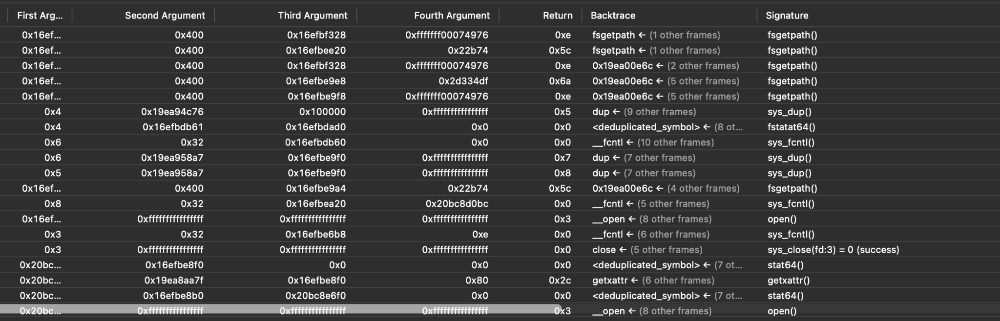 First Arg... Second Argument Third Argument Fourth Argument Return Backtrace Signature
0x16ef... 0x400 0x16efbf328 0xfffffff00074976 0xe fsgetpath ← (1 other frames) fsgetpath()
0x16ef... 0x400 0x16efbee20 0x22b74 0x5c fsgetpath ← (1 other frames) fsgetpath()
0x16ef... 0x400 0x16efbf328 0xfffffff00074976 0xe 0x19ea00e6c ← (2 other frames) fsgetpath()
0x16ef... 0x400 0x16efbe9e8 0x2d334df 0x6a 0x19ea00e6c ← (5 other frames) fsgetpath()
0x16ef... 0x400 0x16efbe9f8 0xfffffff00074976 0xe 0x19ea00e6c ← (5 other frames) fsgetpath()
0x4 0x19ea94c76 0x100000 0xffffffffffffffff 0x5 dup ← (9 other frames) sys_dup()
0x4 0x16efbdb61 0x16efbdad0 0x0 0x0 <deduplicated_symbol> ← (8 ot... fstatat64()
0x6 0x32 0x16efbdb60 0x0 0x0 __fcntl ← (10 other frames) sys_fcntl()
0x6 0x19ea958a7 0x16efbe9f0 0xffffffffffffffff 0x7 dup ← (7 other frames) sys_dup()
0x5 0x19ea958a7 0x16efbe9f0 0xffffffffffffffff 0x8 dup ← (7 other frames) sys_dup()
0x16ef... 0x400 0x16efbe9a4 0x22b74 0x5c 0x19ea00e6c ← (4 other frames) fsgetpath()
0x8 0x32 0x16efbea20 0x20bc8d0bc 0x0 __fcntl ← (5 other frames) sys_fcntl()
0x16ef... 0xffffffffffffffff 0xffffffffffffffff 0xffffffffffffffff 0x3 __open ← (8 other frames) open()
0x3 0x32 0x16efbe6b8 0xe 0x0 __fcntl ← (6 other frames) sys_fcntl()
0x3 0xffffffffffffffff 0xffffffffffffffff 0xffffffffffffffff 0x0 close ← (5 other frames) sys_close(fd:3) = 0 (success)
0x20bc... 0x16efbe8f0 0x0 0x0 0x0 <deduplicated_symbol> ← (7 ot... stat64()
0x20bc... 0x19ea8aa7f 0x16efbe8f0 0x80 0x2c getxattr ← (6 other frames) getxattr()
0x20bc... 0x16efbe8b0 0x20bc8e6f0 0x0 0x0 <deduplicated_symbol> ← (7 ot... stat64()
0x20bc... 0xffffffffffffffff 0xffffffffffffffff 0xffffffffffffffff 0x3 __open ← (8 other frames) open()